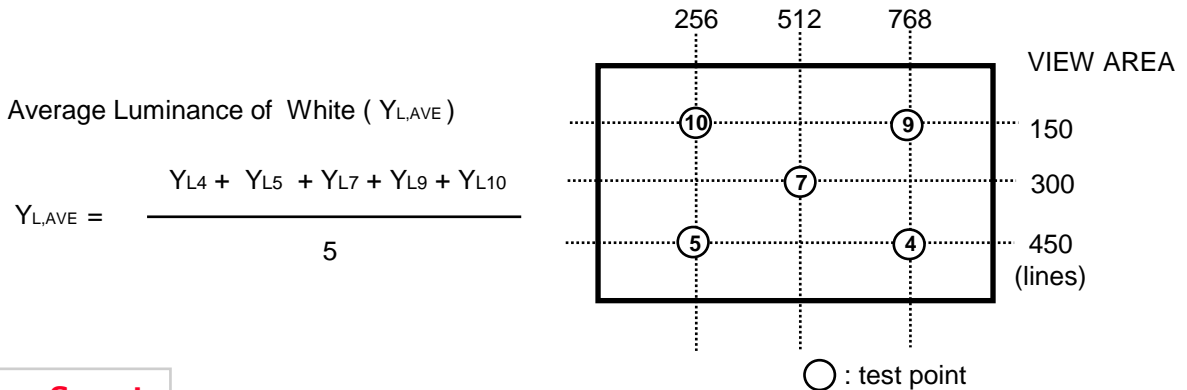 256 512 768
VIEW AREA
Average Luminance of White ( YL,AVE )
10 9 150
YL4 + YL5 + YL7 + YL9 + YL10
7 300
YL,AVE =
5
5 4 450
(lines)
: test point